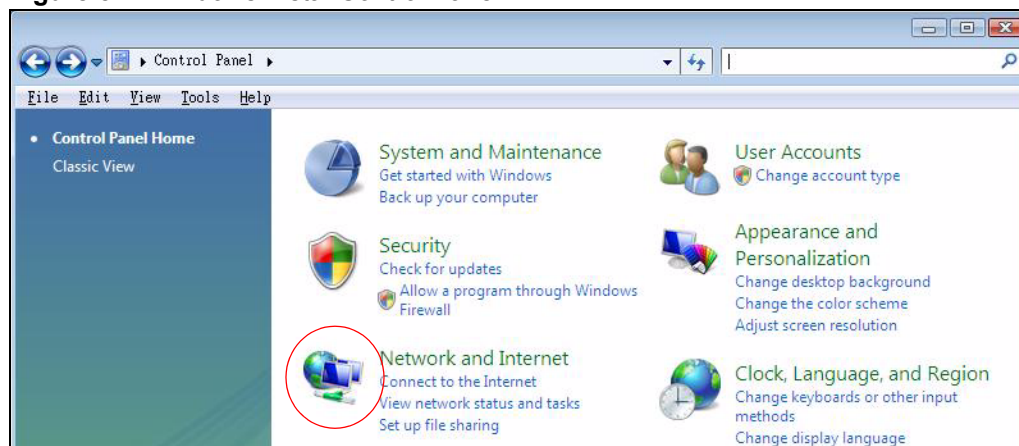 Control Panel
File Edit View Tools Help
Control Panel Home
Classic View
System and Maintenance
Get started with Windows
Back up your computer
Security
Check for updates
Allow a program through Windows
Firewall
Network and Internet
Connect to the Internet
View network status and tasks
Set up file sharing
User Accounts
Change account type
Appearance and
Personalization
Change desktop background
Change the color scheme
Adjust screen resolution
Clock, Language, and Region
Change keyboards or other input
methods
Change display language